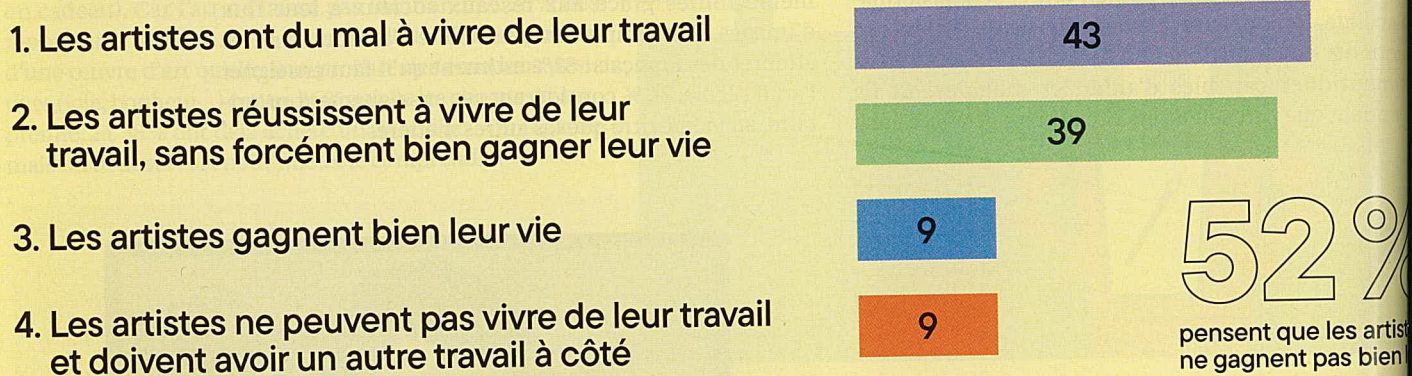 1. Les artistes ont du mal à vivre de leur travail
43
2. Les artistes réussissent à vivre de leur
travail, sans forcément bien gagner leur vie
39
3. Les artistes gagnent bien leur vie
9
4. Les artistes ne peuvent pas vivre de leur travail
et doivent avoir un autre travail à côté
9
52 %
pensent que les artist
ne gagnent pas bien